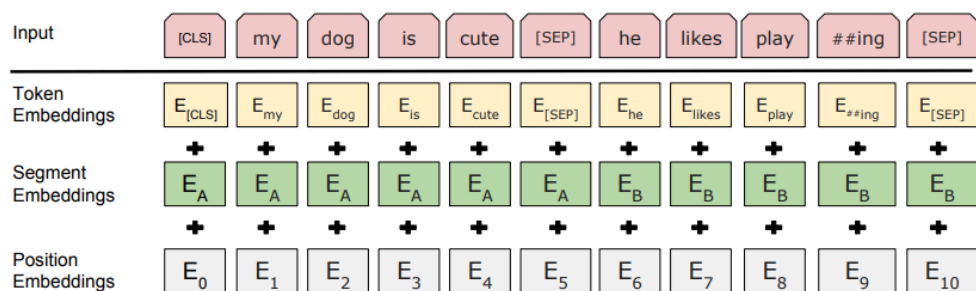 Input [CLS] my dog is cute [SEP] he likes play ##ing [SEP]
Token
Embeddings E[CLS] Emy Edog Eis Ecute E[SEP] Ehe Elikes Eplay E##ing E[SEP]
+ + + + + + + + + + +
Segment
Embeddings EA EA EA EA EA EA EB EB EB EB EB
+ + + + + + + + + + +
Position
Embeddings E0 E1 E2 E3 E4 E5 E6 E7 E8 E9 E10